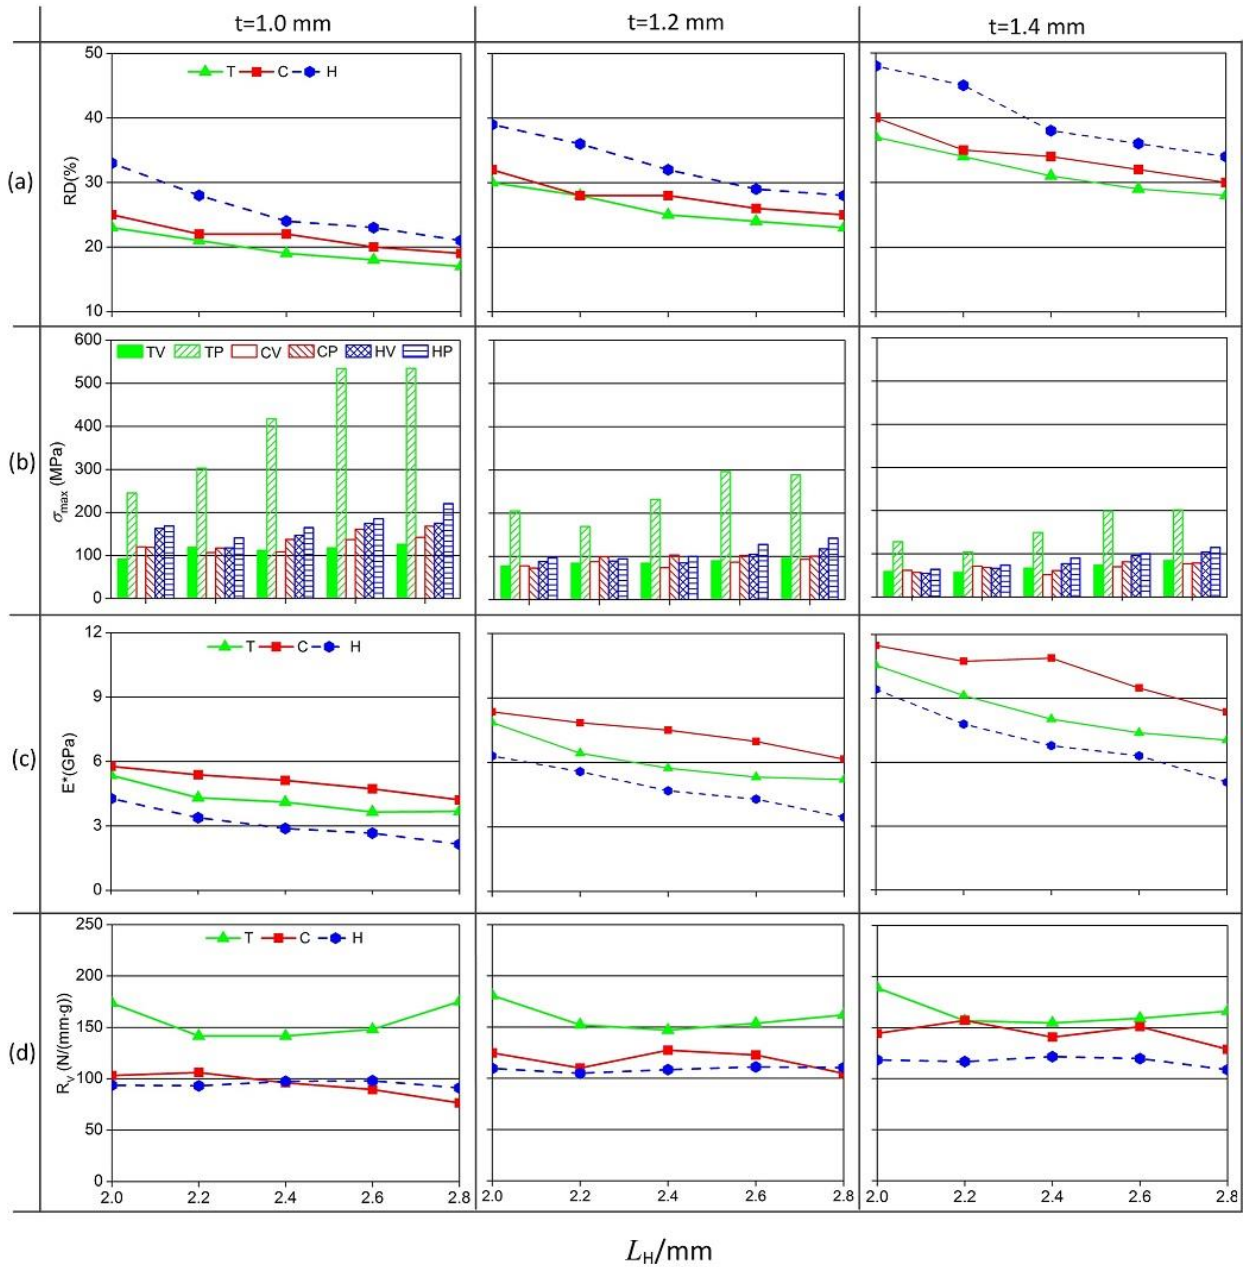 t=1.0 mm t=1.2 mm t=1.4 mm
(a)
RD(%)
50
40
30
20
10
T C H
(b)
σmax (MPa)
600
500
400
300
200
100
0
TV TP CV CP HV HP
(c)
E*(GPa)
12
9
6
3
0
T C H
(d)
Rv (N/(mm·g))
250
200
150
100
50
0
T C H
2.0 2.2 2.4 2.6 2.8 2.0 2.2 2.4 2.6 2.8 2.0 2.2 2.4 2.6 2.8
LH/mm